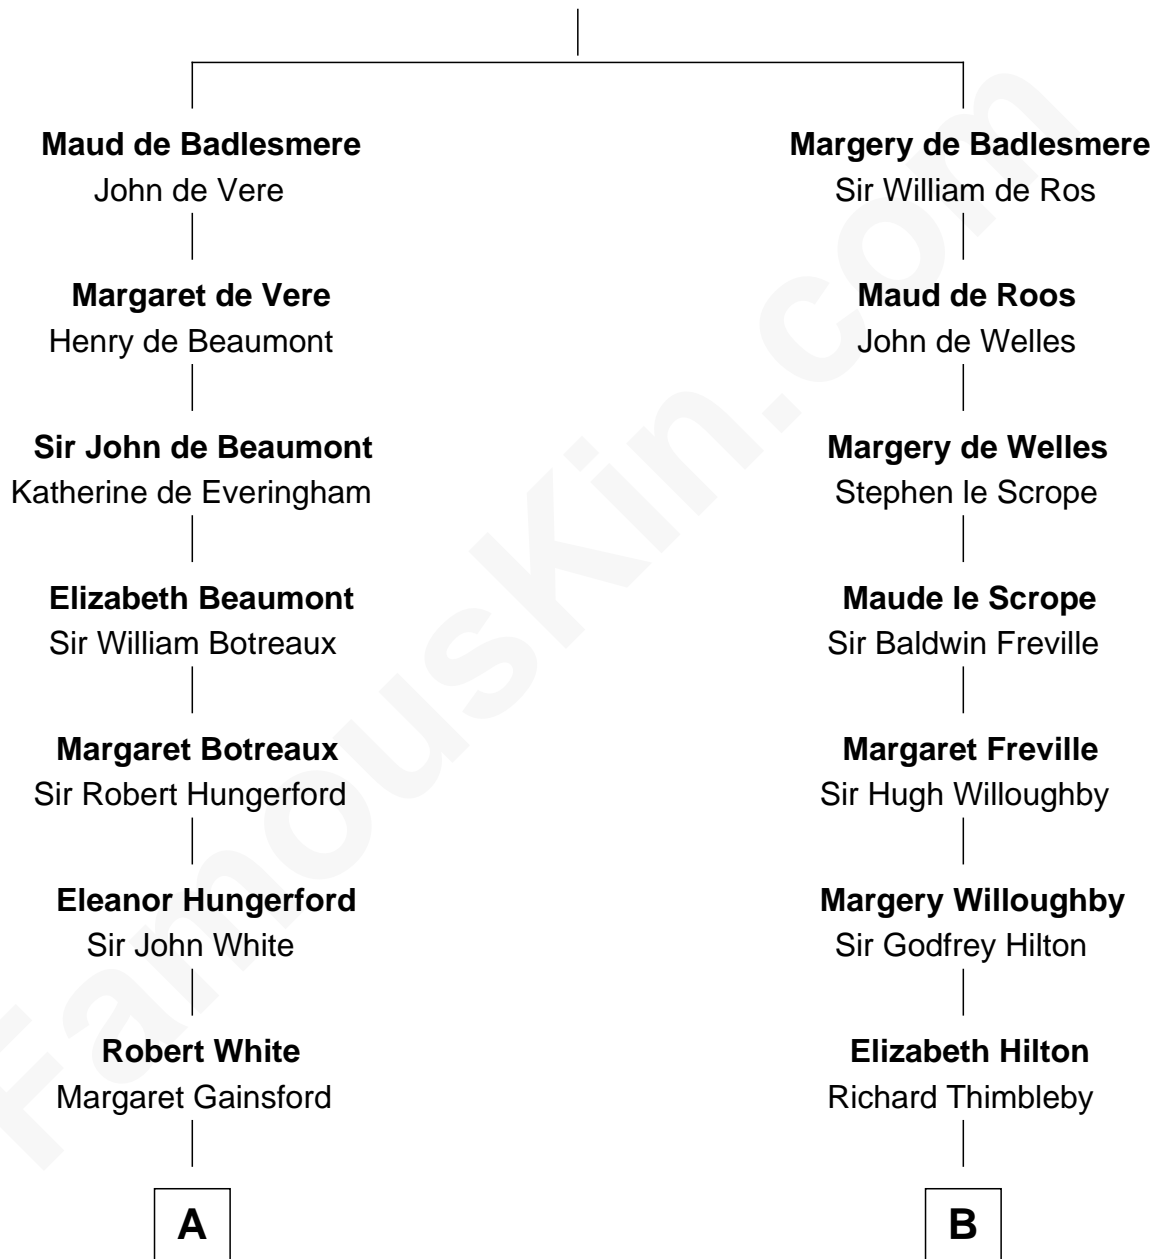 Maud de Badlesmere
John de Vere
Margaret de Vere
Henry de Beaumont
Sir John de Beaumont
Katherine de Everingham
Elizabeth Beaumont
Sir William Botreaux
Margaret Botreaux
Sir Robert Hungerford
Eleanor Hungerford
Sir John White
Robert White
Margaret Gainsford
A
Margery de Badlesmere
Sir William de Ros
Maud de Roos
John de Welles
Margery de Welles
Stephen le Scrope
Maude le Scrope
Sir Baldwin Freville
Margaret Freville
Sir Hugh Willoughby
Margery Willoughby
Sir Godfrey Hilton
Elizabeth Hilton
Richard Thimbleby
B
FamousKin.com